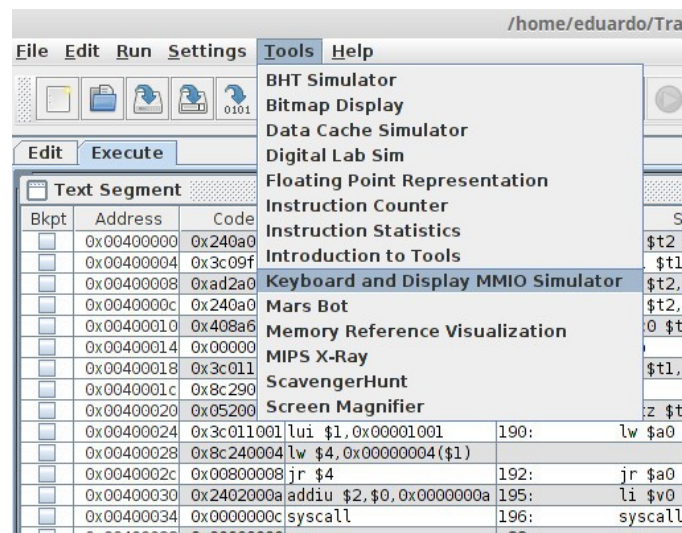 /home/eduardo/Tra
File Edit Run Settings Tools Help
BHT Simulator
Bitmap Display
Data Cache Simulator
Digital Lab Sim
Floating Point Representation
Instruction Counter
Instruction Statistics
Introduction to Tools
Keyboard and Display MMIO Simulator
Mars Bot
Memory Reference Visualization
MIPS X-Ray
ScavengerHunt
Screen Magnifier
0101
Edit Execute
Text Segment
Bkpt Address Code S
0x00400000 0x240a0 $t2
0x00400004 0x3c09f $t1
0x00400008 0xad2a0 $t2,
0x0040000c 0x240a0 $t2,
0x00400010 0x408a6 $t
0x00400014 0x00000
0x00400018 0x3c011 $t1,
0x0040001c 0x8c290
0x00400020 0x05200 $t
0x00400024 0x3c011001 lui $1,0x00001001 190: lw $a0
0x00400028 0x8c240004 lw $4,0x00000004($1)
0x0040002c 0x00800008 jr $4 192: jr $a0
0x00400030 0x2402000a addiu $2,$0,0x0000000a 195: li $v0
0x00400034 0x0000000c syscall 196: syscall